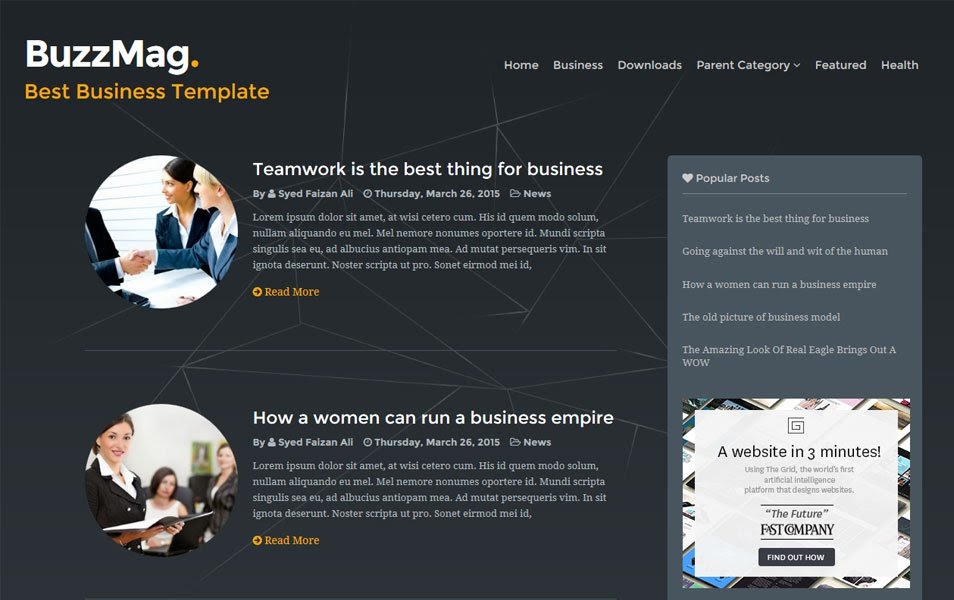 BuzzMag.
Best Business Template
Home Business Downloads Parent Category Featured Health
Teamwork is the best thing for business
By Syed Faizan Ali Thursday, March 26, 2015 News
Lorem ipsum dolor sit amet, at wisi cetero cum. His id quem modo solum,
nullam aliquando eu mel. Mel nemore nonumes oportere id. Mundi scripta
singulis sea eu, ad albucius antiopam mea. Ad mutat persequeris vim. In sit
ignota deserunt. Noster scripta ut pro. Sonet eirmod mei id,
Read More
How a women can run a business empire
By Syed Faizan Ali Thursday, March 26, 2015 News
Lorem ipsum dolor sit amet, at wisi cetero cum. His id quem modo solum,
nullam aliquando eu mel. Mel nemore nonumes oportere id. Mundi scripta
singulis sea eu, ad albucius antiopam mea. Ad mutat persequeris vim. In sit
ignota deserunt. Noster scripta ut pro. Sonet eirmod mei id,
Read More
Popular Posts
Teamwork is the best thing for business
Going against the will and wit of the human
How a women can run a business empire
The old picture of business model
The Amazing Look Of Real Eagle Brings Out A
WOW
A website in 3 minutes!
Using The Grid, the world's first
artificial intelligence
platform that designs websites.
“The Future”
FAST COMPANY
FIND OUT HOW